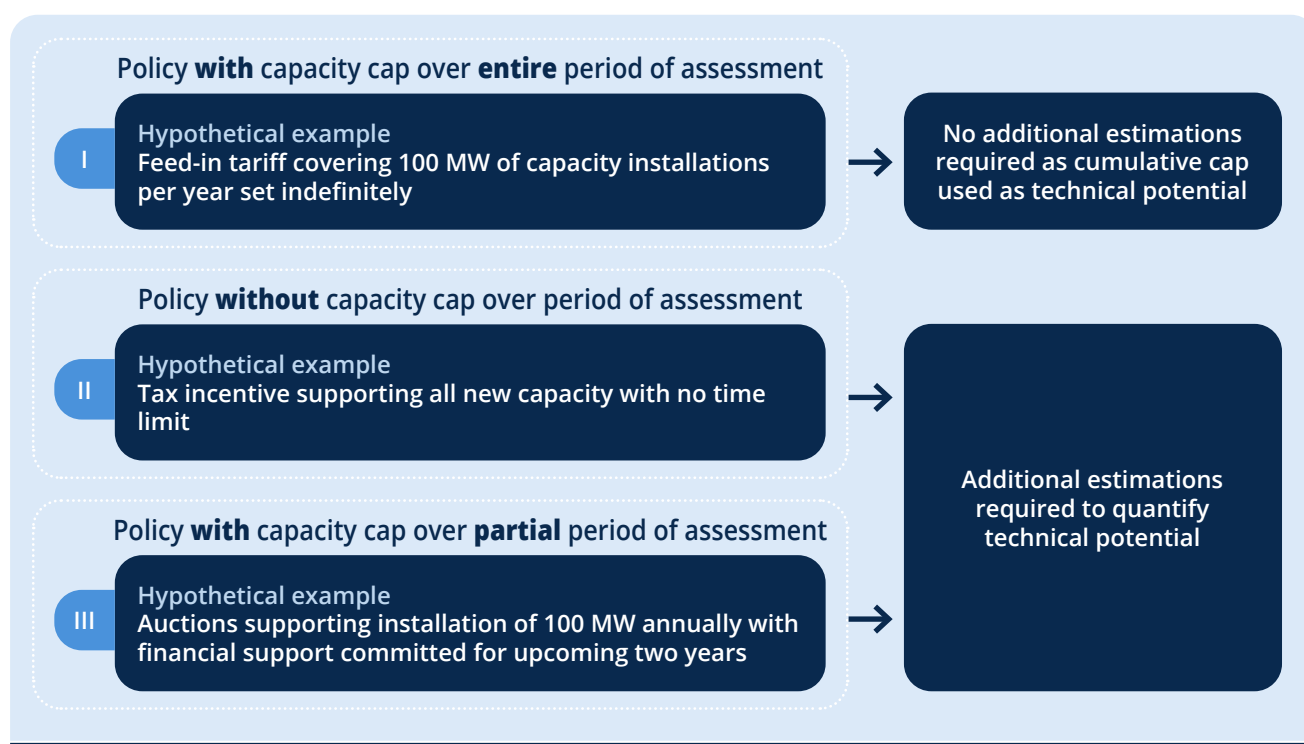 Policy with capacity cap over entire period of assessment
I
Hypothetical example
Feed-in tariff covering 100 MW of capacity installations
per year set indefinitely
No additional estimations
required as cumulative cap
used as technical potential
Policy without capacity cap over period of assessment
II
Hypothetical example
Tax incentive supporting all new capacity with no time
limit
Policy with capacity cap over partial period of assessment
III
Hypothetical example
Auctions supporting installation of 100 MW annually with
financial support committed for upcoming two years
Additional estimations
required to quantify
technical potential